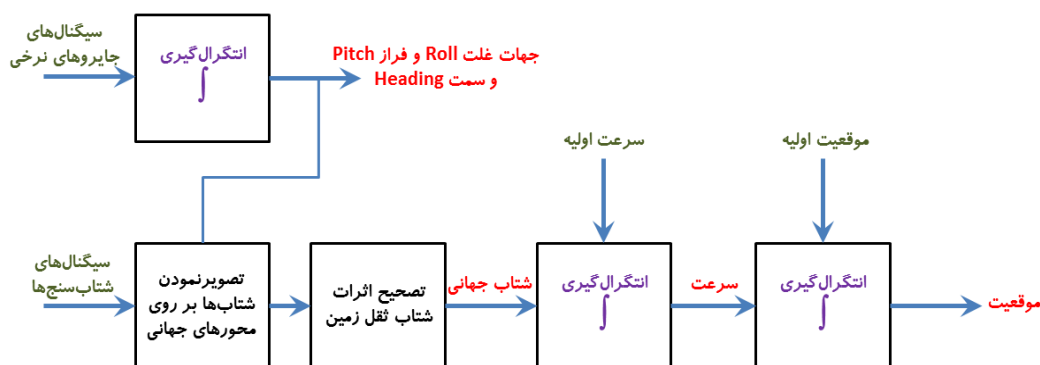 سیگنال‌های
جایروهای نرخی
انتگرال‌گیری
∫
جهات غلت Roll و فراز Pitch
و سمت Heading
سرعت اولیه
موقعیت اولیه
سیگنال‌های
شتاب‌سنج‌ها
تصویرنمودن
شتاب‌ها بر روی
محورهای جهانی
تصحیح اثرات
شتاب ثقل زمین
شتاب جهانی
انتگرال‌گیری
∫
سرعت
انتگرال‌گیری
∫
موقعیت